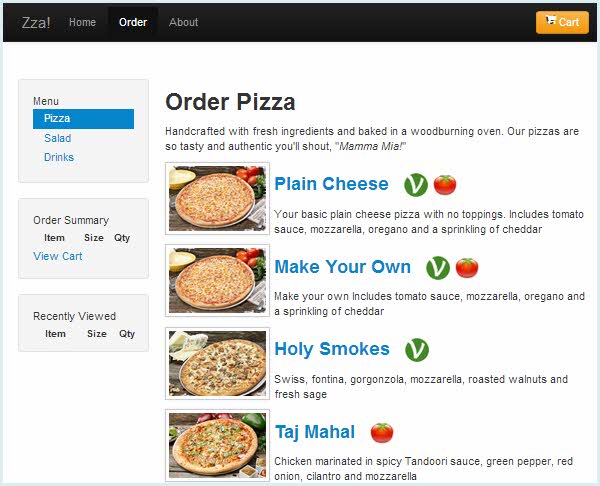 Zza! Home Order About Cart
Menu
Pizza
Salad
Drinks
Order Summary
Item Size Qty
View Cart
Recently Viewed
Item Size Qty
Order Pizza
Handcrafted with fresh ingredients and baked in a woodburning oven. Our pizzas are
so tasty and authentic you'll shout, "Mamma Mia!"
Plain Cheese
Your basic plain cheese pizza with no toppings. Includes tomato
sauce, mozzarella, oregano and a sprinkling of cheddar
Make Your Own
Make your own Includes tomato sauce, mozzarella, oregano and
a sprinkling of cheddar
Holy Smokes
Swiss, fontina, gorgonzola, mozzarella, roasted walnuts and
fresh sage
Taj Mahal
Chicken marinated in spicy Tandoori sauce, green pepper, red
onion, cilantro and mozzarella